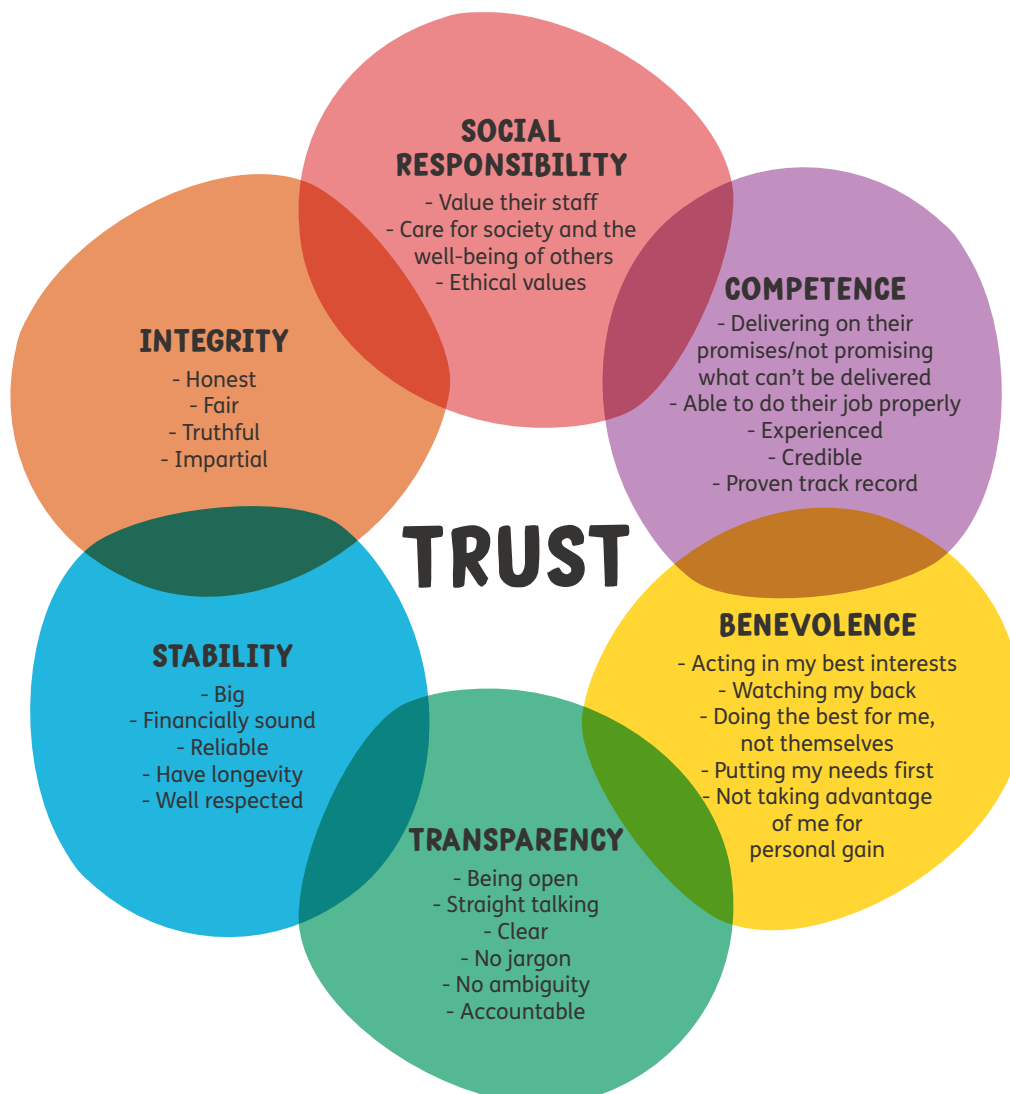 SOCIAL
RESPONSIBILITY
- Value their staff
- Care for society and the
well-being of others
- Ethical values
COMPETENCE
- Delivering on their
promises/not promising
what can't be delivered
- Able to do their job properly
- Experienced
- Credible
- Proven track record
INTEGRITY
- Honest
- Fair
- Truthful
- Impartial
TRUST
BENEVOLENCE
- Acting in my best interests
- Watching my back
- Doing the best for me,
not themselves
- Putting my needs first
- Not taking advantage
of me for
personal gain
STABILITY
- Big
- Financially sound
- Reliable
- Have longevity
- Well respected
TRANSPARENCY
- Being open
- Straight talking
- Clear
- No jargon
- No ambiguity
- Accountable